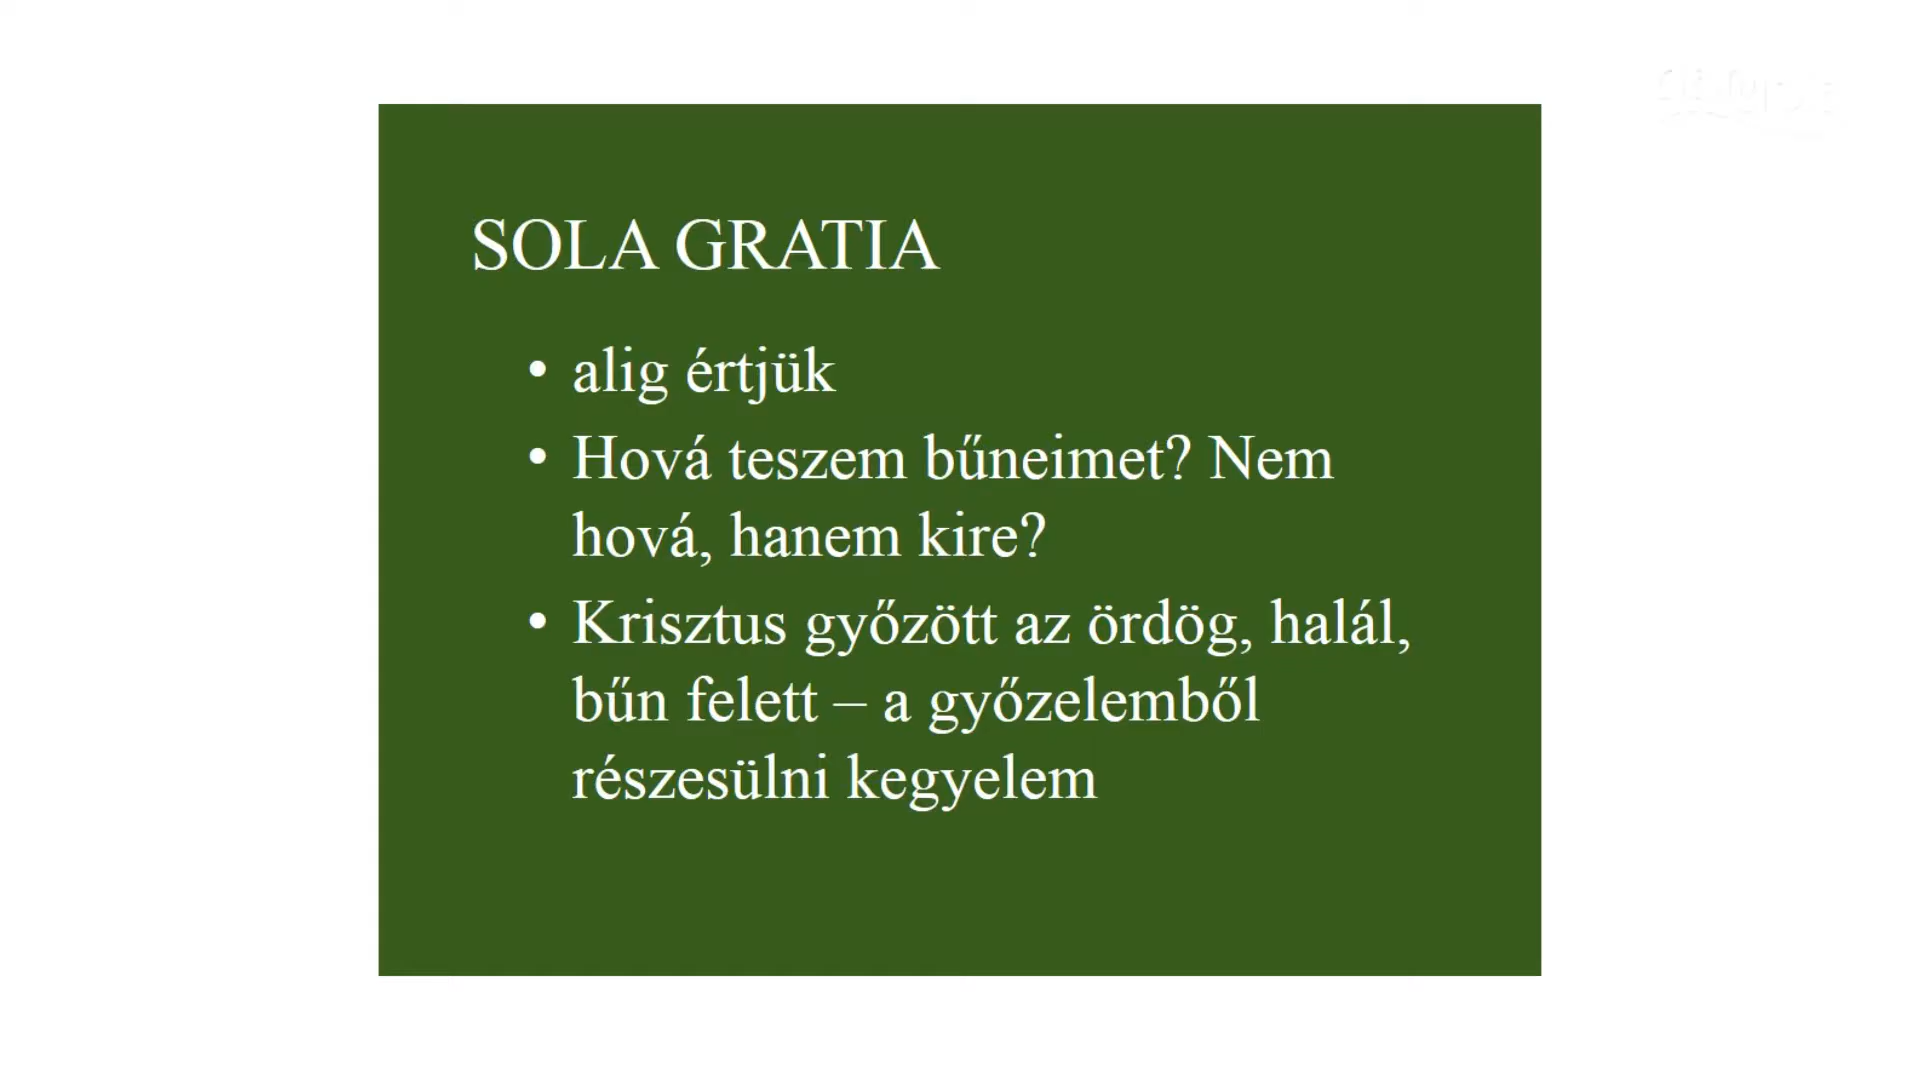 SOLA GRATIA
• alig értjük
• Hová teszem bűneimet? Nem
hová, hanem kire?
• Krisztus győzött az ördög, halál,
bűn felett – a győzelemből
részesülni kegyelem